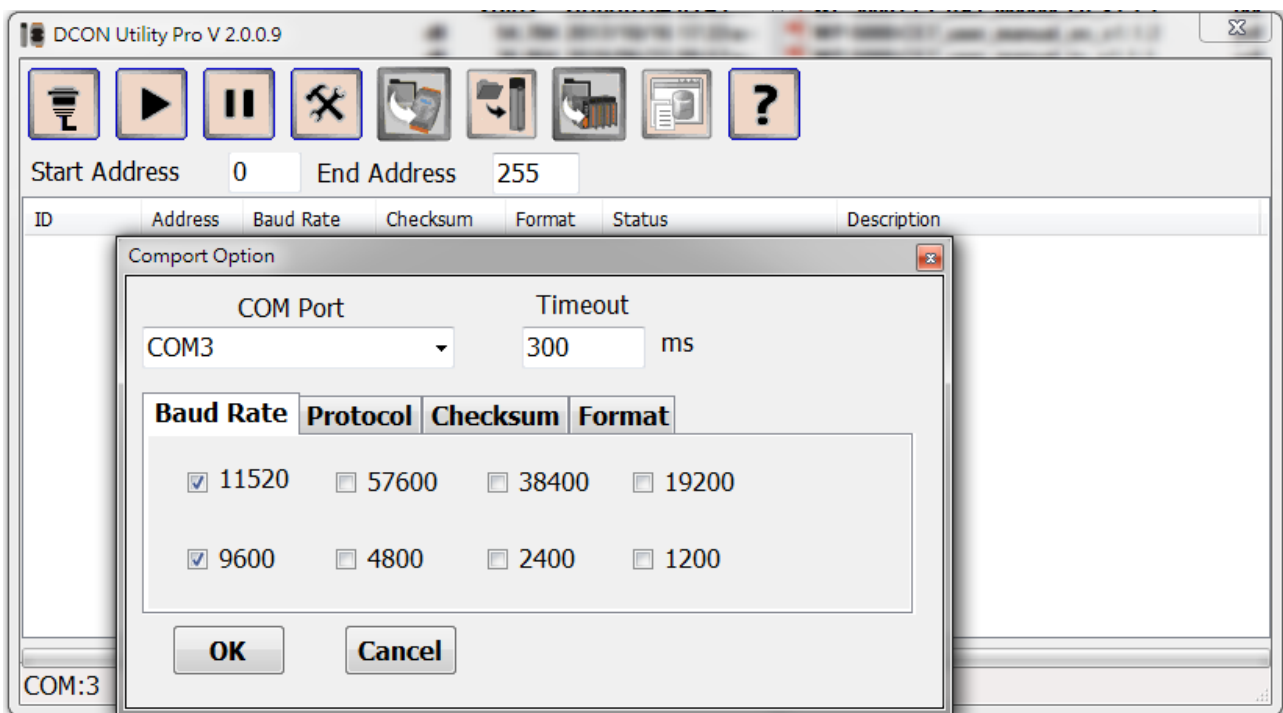 DCON Utility Pro V 2.0.0.9
?
Start Address 0 End Address 255
ID Address Baud Rate Checksum Format Status Description
Comport Option
COM Port Timeout
COM3 300 ms
Baud Rate Protocol Checksum Format
11520 57600 38400 19200
9600 4800 2400 1200
OK Cancel
COM:3